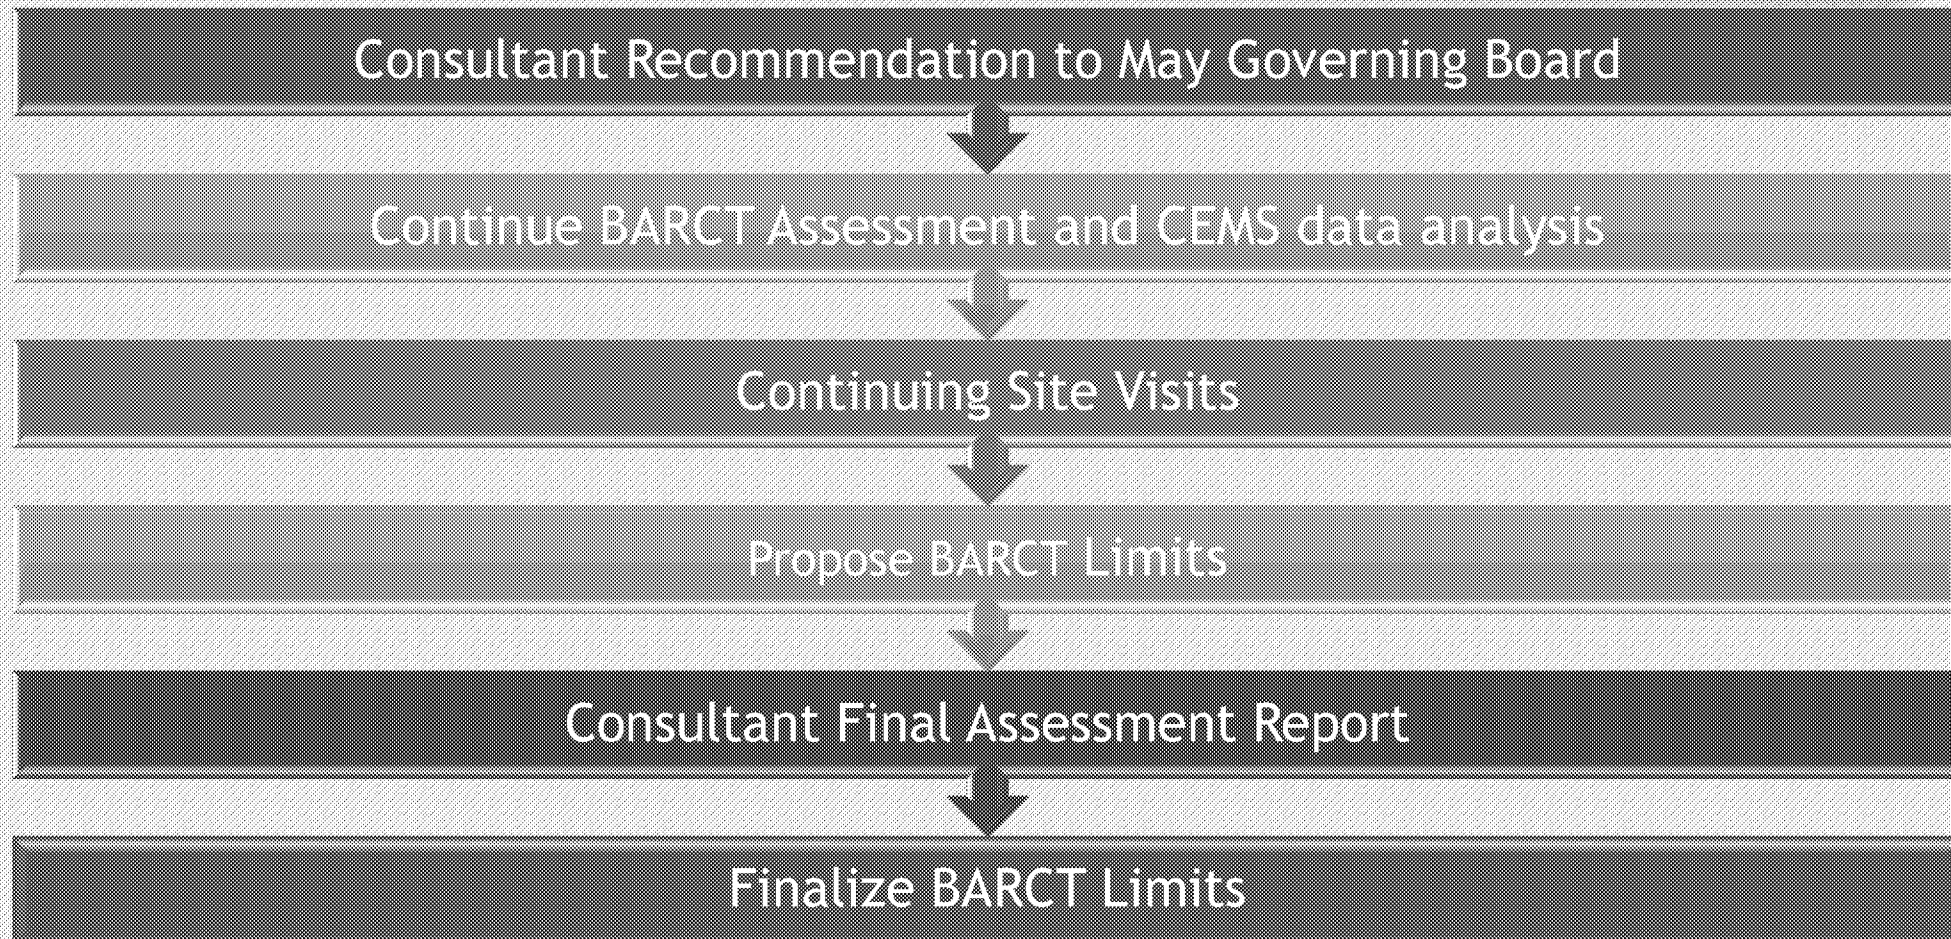 Consultant Recommendation to May Governing Board
Continue BARCT Assessment and CEMS data analysis
Continuing Site Visits
Propose BARCT Limits
Consultant Final Assessment Report
Finalize BARCT Limits